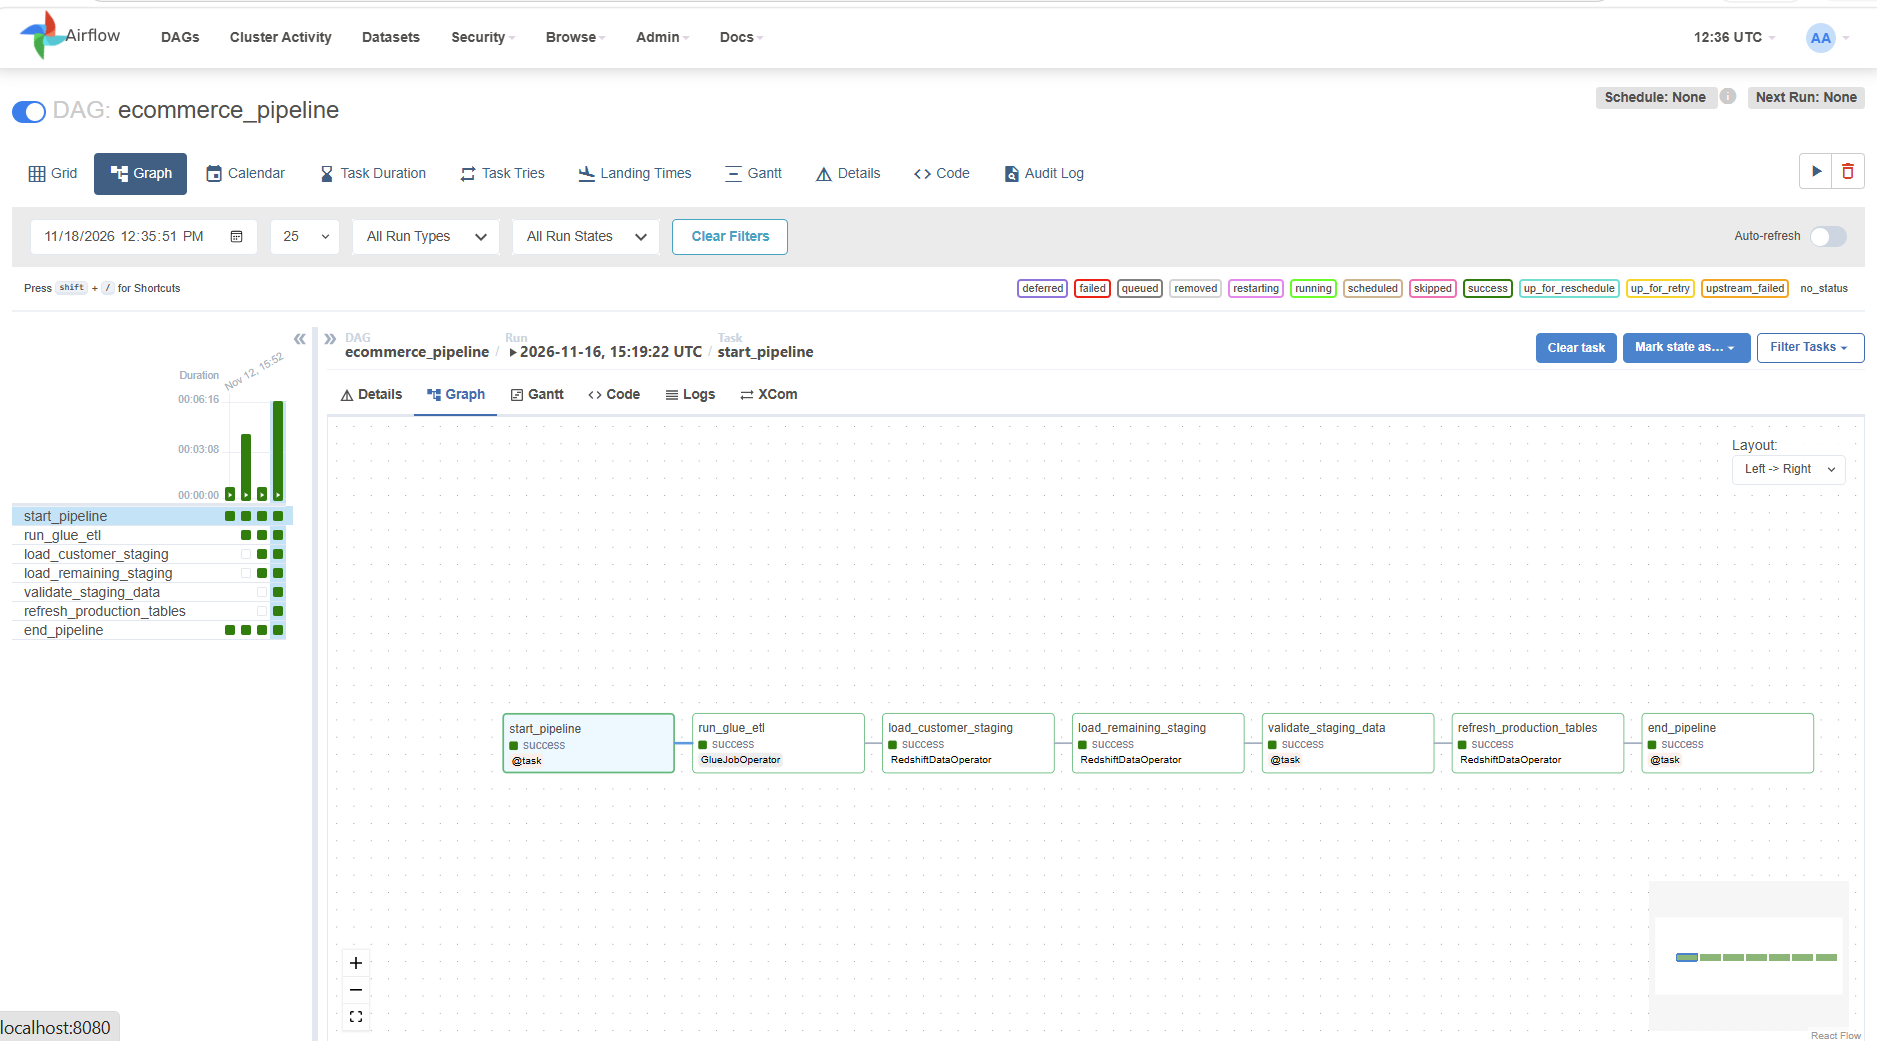 Airflow DAGs Cluster Activity Datasets Security Browse Admin Docs 12:36 UTC AA
DAG: ecommerce_pipeline Schedule: None i Next Run: None
Grid Graph Calendar Task Duration Task Tries Landing Times Gantt Details Code Audit Log
11/18/2026 12:35:51 PM 25 All Run Types All Run States Clear Filters Auto-refresh
Press shift + / for Shortcuts deferred failed queued removed restarting running scheduled skipped success up_for_reschedule up_for_retry upstream_failed no_status
Duration
Nov 12, 15:52
00:06:16
00:03:08
00:00:00
start_pipeline
run_glue_etl
load_customer_staging
load_remaining_staging
validate_staging_data
refresh_production_tables
end_pipeline
DAG Run Task
ecommerce_pipeline / 2026-11-16, 15:19:22 UTC / start_pipeline
Clear task Mark state as... Filter Tasks
Details Graph Gantt Code Logs XCom
Layout:
Left -> Right
start_pipeline
success
@task
run_glue_etl
success
GlueJobOperator
load_customer_staging
success
RedshiftDataOperator
load_remaining_staging
success
RedshiftDataOperator
validate_staging_data
success
@task
refresh_production_tables
success
RedshiftDataOperator
end_pipeline
success
@task
React Flow
localhost:8080